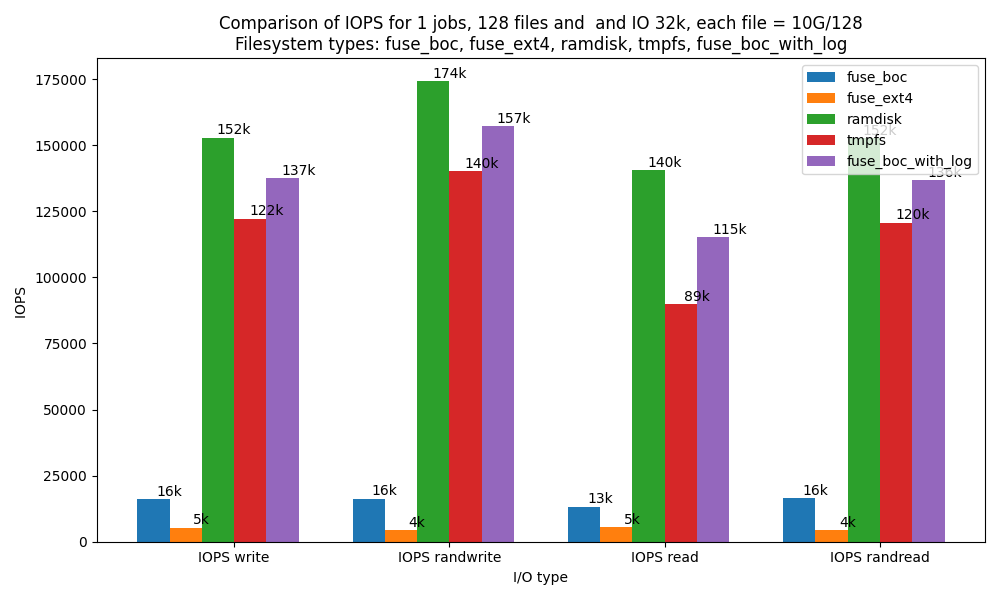 Comparison of IOPS for 1 jobs, 128 files and  and IO 32k, each file = 10G/128
Filesystem types: fuse_boc, fuse_ext4, ramdisk, tmpfs, fuse_boc_with_log
fuse_boc
fuse_ext4
ramdisk
tmpfs
fuse_boc_with_log
IOPS
175000
150000
125000
100000
75000
50000
25000
0
16k
5k
152k
122k
137k
16k
4k
174k
140k
157k
13k
5k
140k
89k
115k
16k
4k
152k
120k
136k
IOPS write
IOPS randwrite
IOPS read
IOPS randread
I/O type